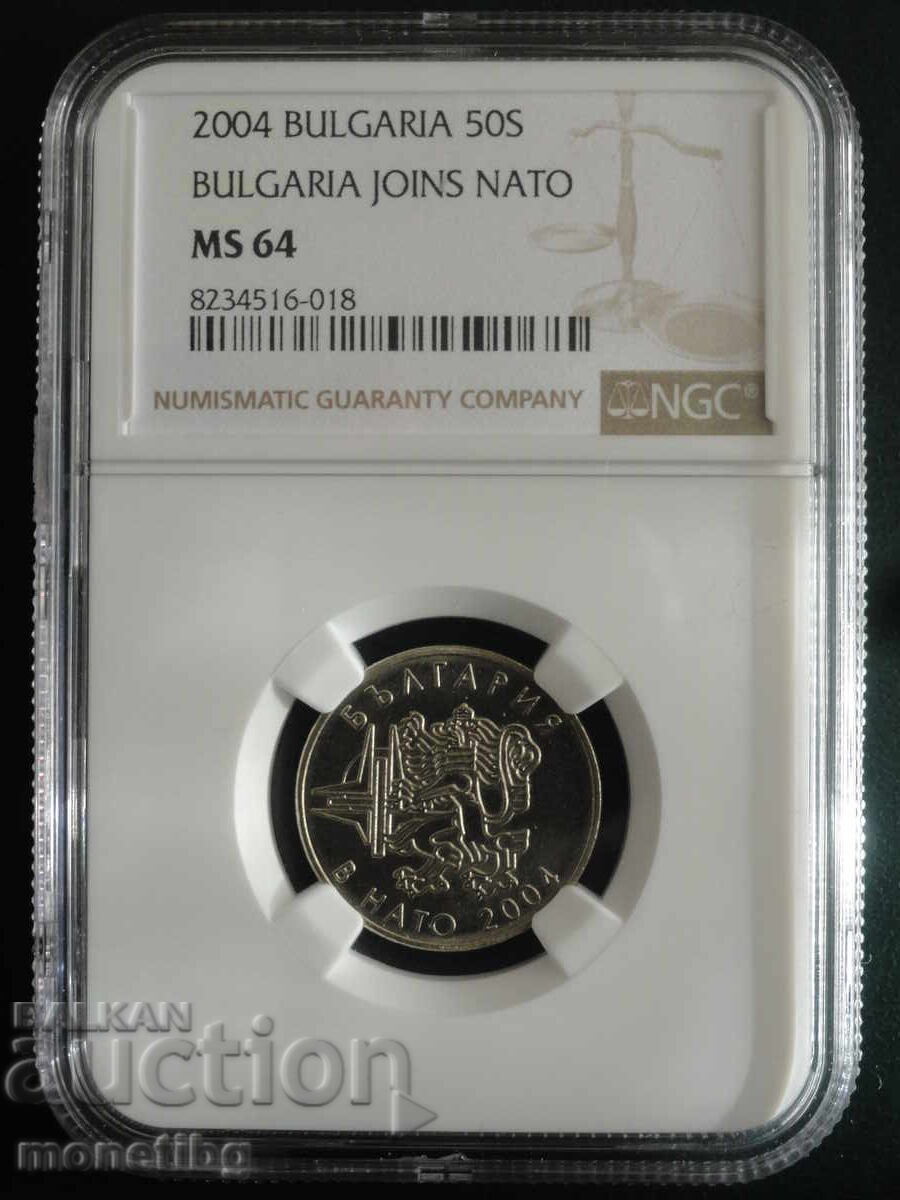 2004 BULGARIA 50S
BULGARIA JOINS NATO
MS 64
8234516-018
NUMISMATIC GUARANTY COMPANY
NGC®
БЪЛГАРИЯ
В НАТО 2004
BALKAN
auction
monetibg